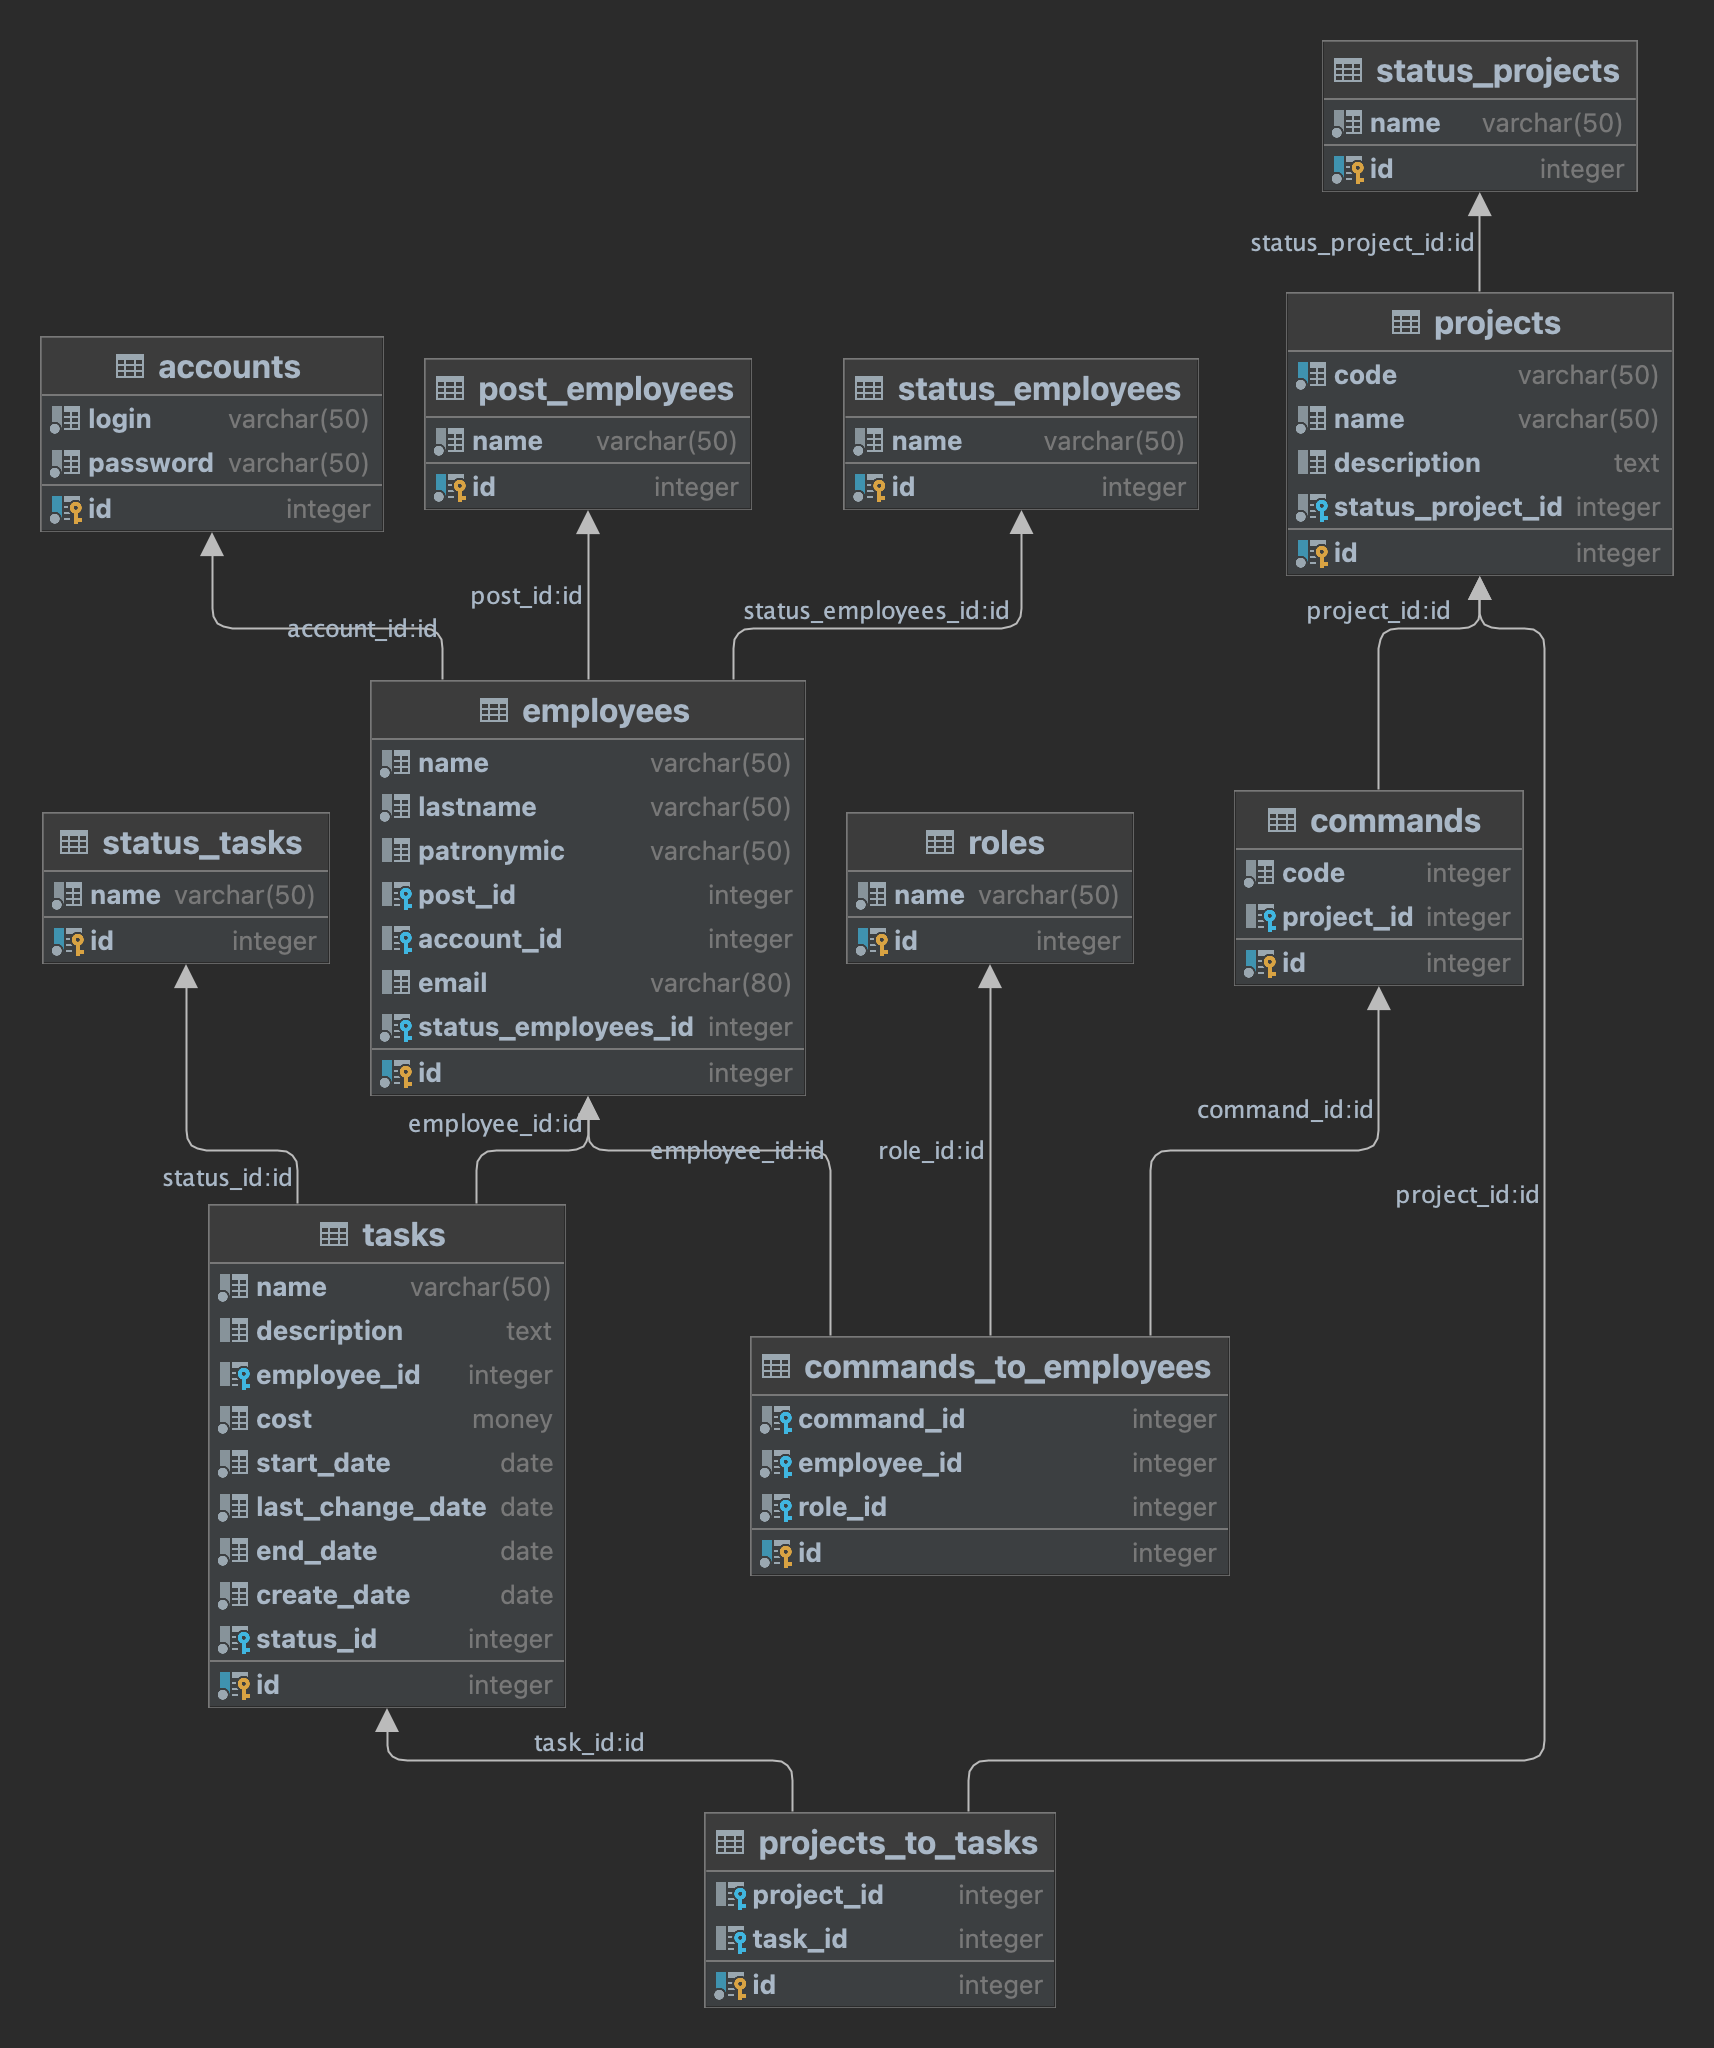 status_projects
name varchar(50)
id integer
status_project_id:id
projects
code varchar(50)
name varchar(50)
description text
status_project_id integer
id integer
accounts
login varchar(50)
password varchar(50)
id integer
post_employees
name varchar(50)
id integer
status_employees
name varchar(50)
id integer
account_id:id
post_id:id
status_employees_id:id
project_id:id
employees
name varchar(50)
lastname varchar(50)
patronymic varchar(50)
post_id integer
account_id integer
email varchar(80)
status_employees_id integer
id integer
status_tasks
name varchar(50)
id integer
roles
name varchar(50)
id integer
commands
code integer
project_id integer
id integer
employee_id:id
employee_id:id
role_id:id
command_id:id
status_id:id
project_id:id
tasks
name varchar(50)
description text
employee_id integer
cost money
start_date date
last_change_date date
end_date date
create_date date
status_id integer
id integer
commands_to_employees
command_id integer
employee_id integer
role_id integer
id integer
task_id:id
projects_to_tasks
project_id integer
task_id integer
id integer